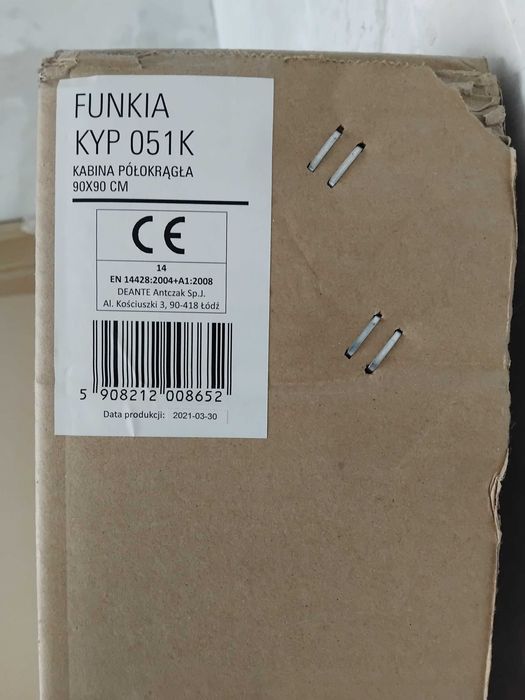 FUNKIA
KYP 051K
KABINA PÓŁOKRĄGŁA
90X90 CM
CE
14
EN 14428:2004+A1:2008
DEANTE Antczak Sp.J.
Al. Kościuszki 3, 90-418 Łódź
5 908212 008652
Data produkcji: 2021-03-30